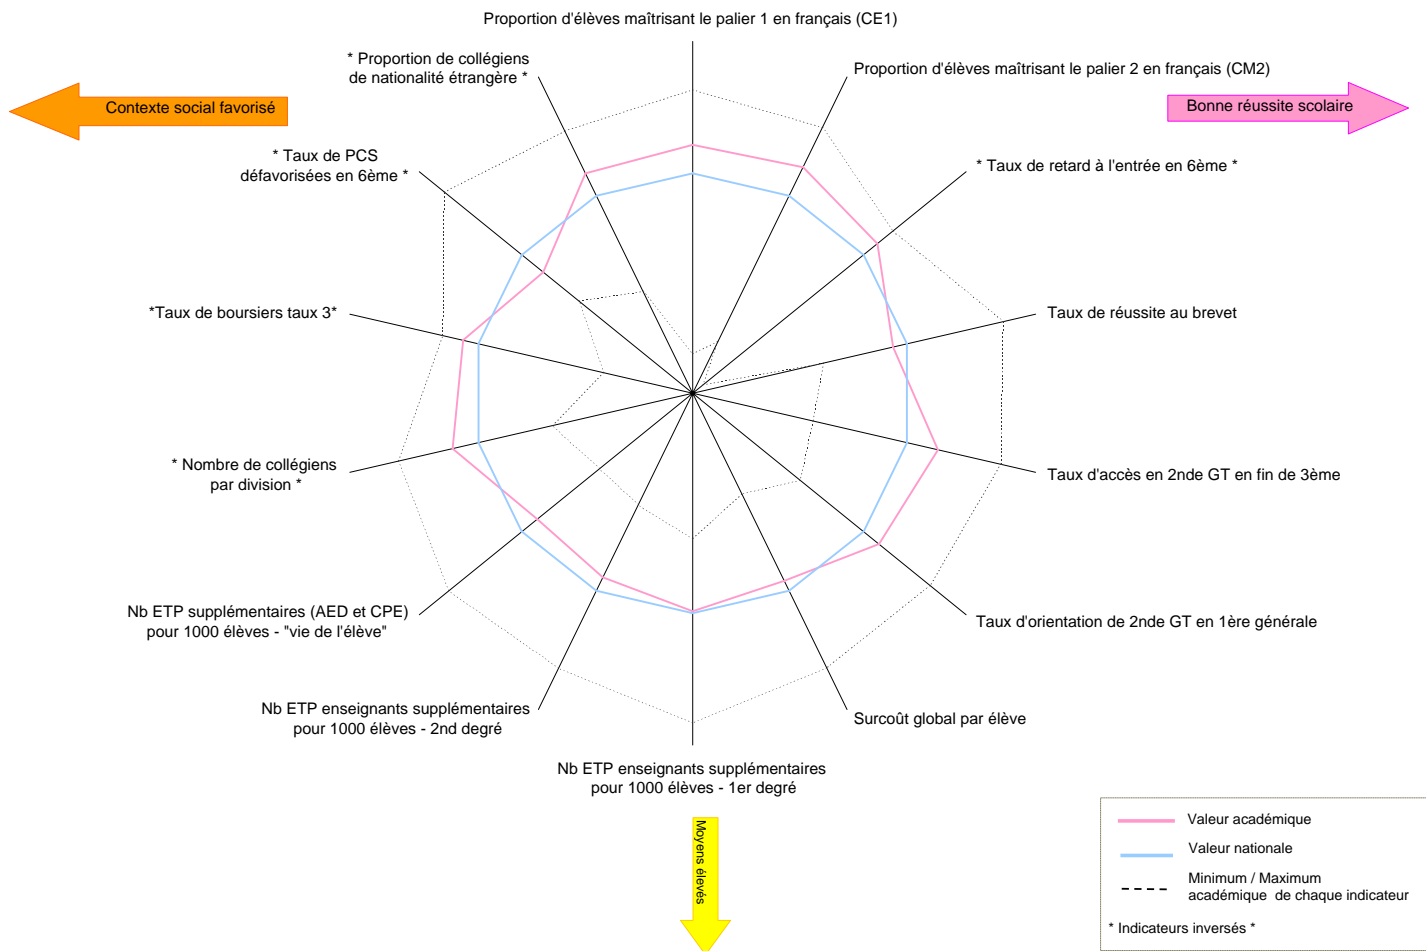 Proportion d'élèves maîtrisant le palier 1 en français (CE1)
* Proportion de collégiens
de nationalité étrangère *
Proportion d'élèves maîtrisant le palier 2 en français (CM2)
Contexte social favorisé
Bonne réussite scolaire
* Taux de PCS
défavorisées en 6ème *
* Taux de retard à l'entrée en 6ème *
*Taux de boursiers taux 3*
Taux de réussite au brevet
* Nombre de collégiens
par division *
Taux d'accès en 2nde GT en fin de 3ème
Nb ETP supplémentaires (AED et CPE)
pour 1000 élèves - "vie de l'élève"
Taux d'orientation de 2nde GT en 1ère générale
Nb ETP enseignants supplémentaires
pour 1000 élèves - 2nd degré
Surcoût global par élève
Nb ETP enseignants supplémentaires
pour 1000 élèves - 1er degré
Moyens élevés
Valeur académique
Valeur nationale
Minimum / Maximum
académique de chaque indicateur
* Indicateurs inversés *